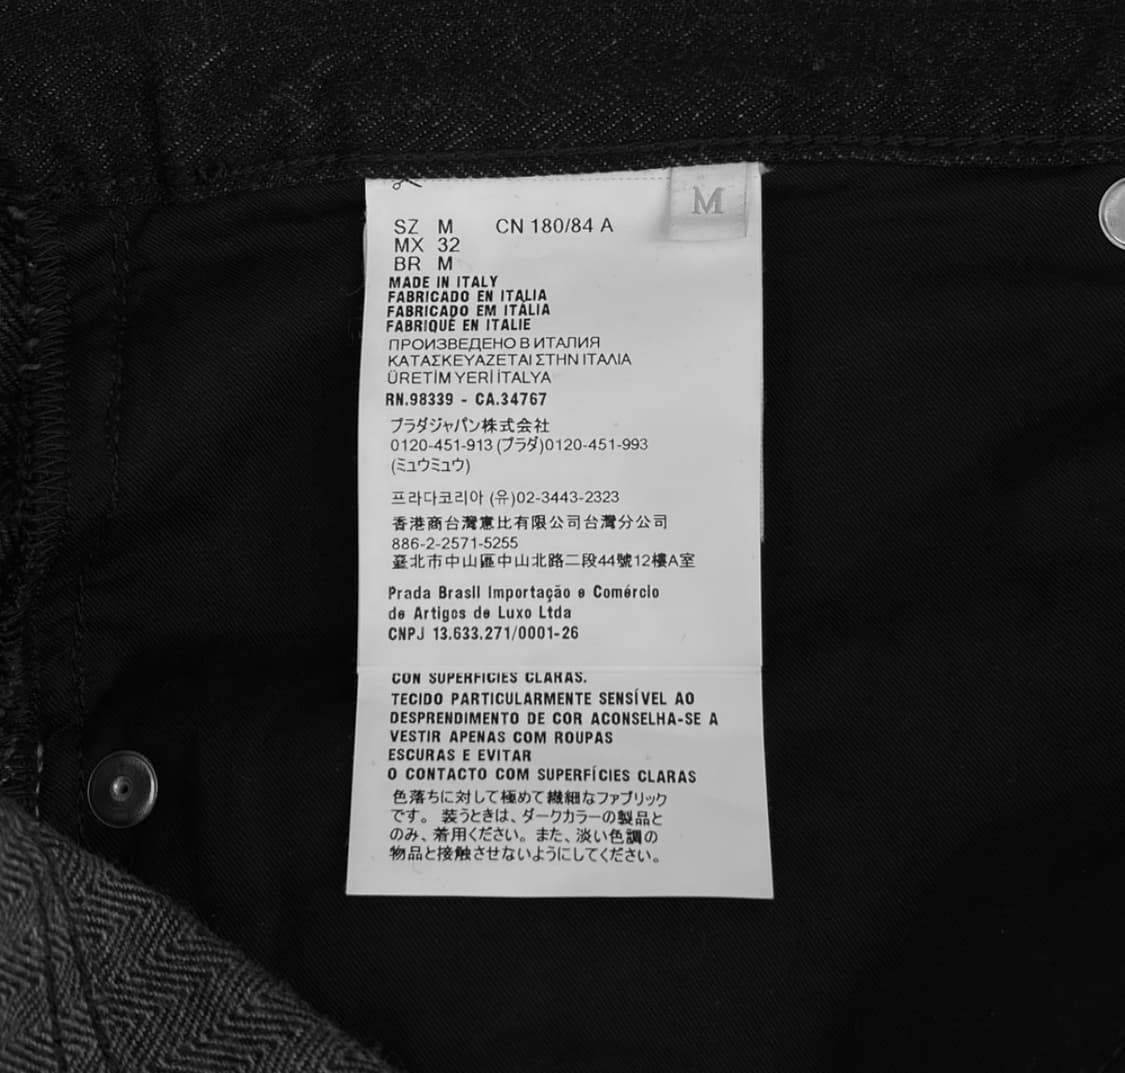 M
SZ M CN 180/84 A
MX 32
BR M
MADE IN ITALY
FABRICADO EN ITALIA
FABRICADO EM ITÁLIA
FABRIQUÉ EN ITALIE
ПРОИЗВЕДЕНО В ИТАЛИЯ
ΚΑΤΑΣΚΕΥΑΖΕΤΑΙ ΣΤΗΝ ΙΤΑΛΙΑ
ÜRETİM YERİ İTALYA
RN.98339 - CA.34767
プラダジャパン株式会社
0120-451-913 (プラダ)0120-451-993
(ミュウミュウ)
프라다코리아 (유)02-3443-2323
香港商台灣惠比有限公司台灣分公司
886-2-2571-5255
臺北市中山區中山北路二段44號12樓A室
Prada Brasil Importação e Comércio
de Artigos de Luxo Ltda
CNPJ 13.633.271/0001-26
CON SUPERFICIES CLARAS.
TECIDO PARTICULARMENTE SENSÍVEL AO
DESPRENDIMENTO DE COR ACONSELHA-SE A
VESTIR APENAS COM ROUPAS
ESCURAS E EVITAR
O CONTACTO COM SUPERFÍCIES CLARAS
色落ちに対して極めて繊細なファブリック
です。 装うときは、ダークカラーの製品と
のみ、着用ください。また、淡い色調の
物品と接触させないようにしてください。